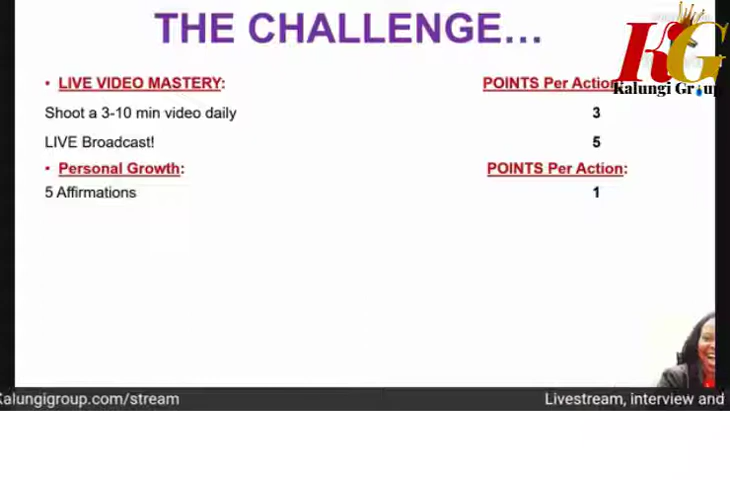 THE CHALLENGE...
KG
Kalungi Group
• LIVE VIDEO MASTERY: POINTS Per Action
Shoot a 3-10 min video daily 3
LIVE Broadcast! 5
• Personal Growth: POINTS Per Action:
5 Affirmations 1
Kalungigroup.com/stream Livestream, interview and